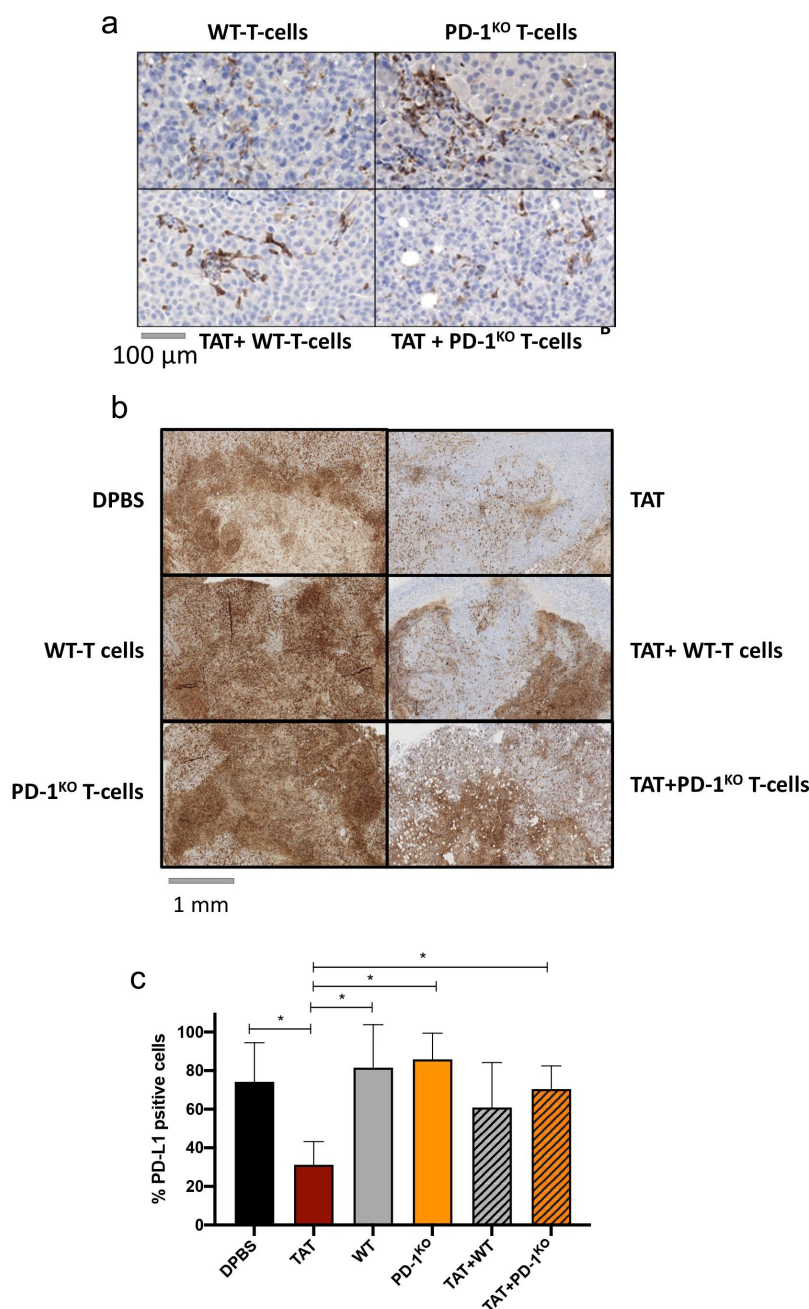 a
WT-T-cells PD-1KO T-cells
TAT+ WT-T-cells TAT + PD-1KO T-cells B
100 µm
b
DPBS TAT
WT-T cells TAT+ WT-T cells
PD-1KO T-cells TAT+PD-1KO T-cells
1 mm
c
*
*
*
*
% PD-L1 psitive cells
100
80
60
40
20
0
DPBS TAT WT PD-1KO TAT+WT TAT+PD-1KO